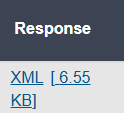 Response
XML [ 6.55
KB]